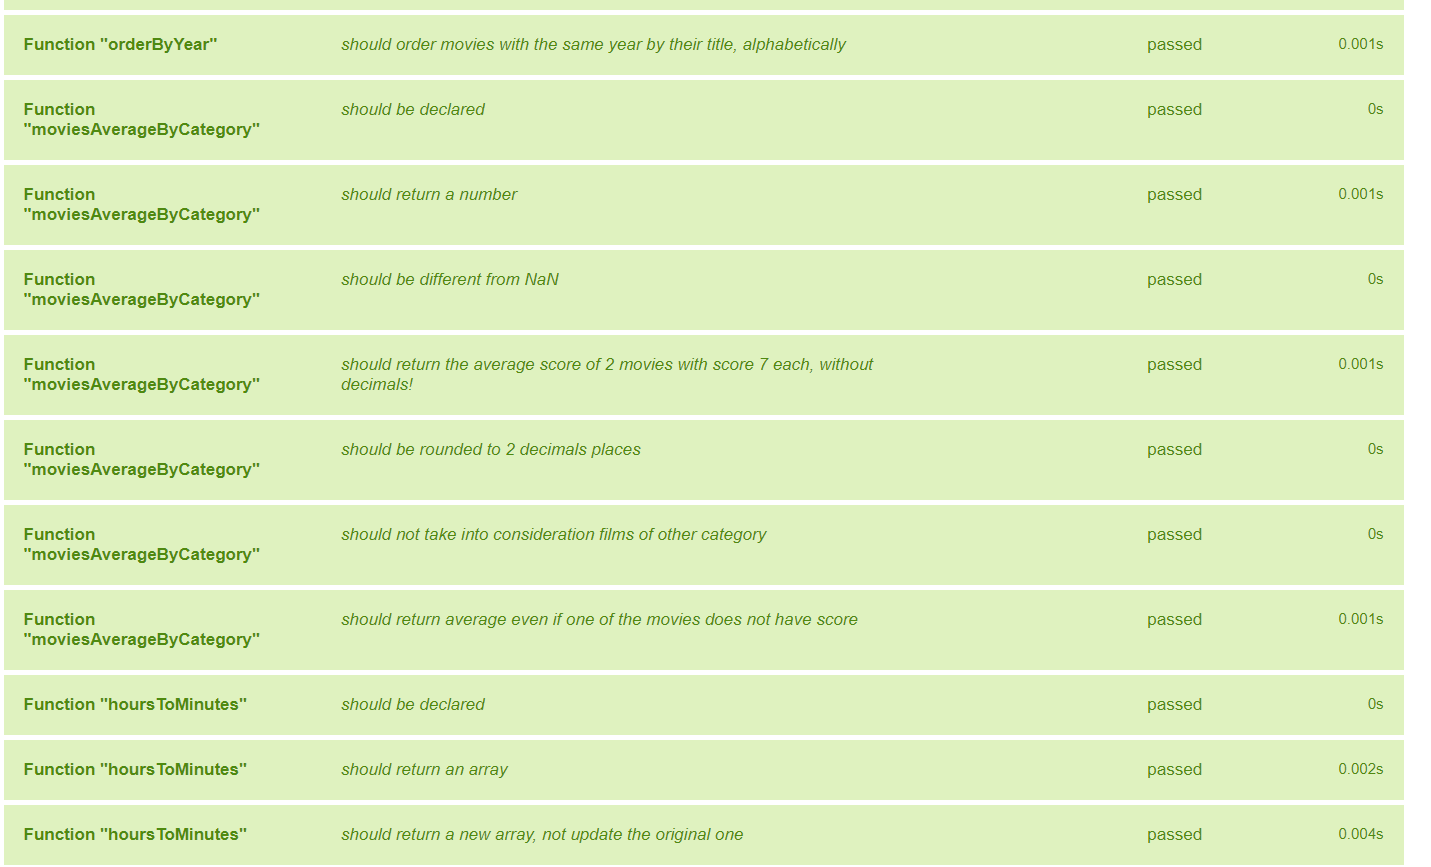 Function "orderByYear" should order movies with the same year by their title, alphabetically passed 0.001s
Function should be declared passed 0s
"moviesAverageByCategory"
Function should return a number passed 0.001s
"moviesAverageByCategory"
Function should be different from NaN passed 0s
"moviesAverageByCategory"
Function should return the average score of 2 movies with score 7 each, without passed 0.001s
"moviesAverageByCategory" decimals!
Function should be rounded to 2 decimals places passed 0s
"moviesAverageByCategory"
Function should not take into consideration films of other category passed 0s
"moviesAverageByCategory"
Function should return average even if one of the movies does not have score passed 0.001s
"moviesAverageByCategory"
Function "hoursToMinutes" should be declared passed 0s
Function "hoursToMinutes" should return an array passed 0.002s
Function "hoursToMinutes" should return a new array, not update the original one passed 0.004s